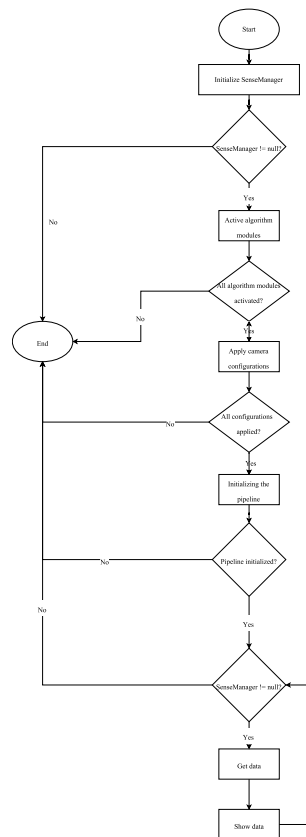 Start
Initialize SenseManager
SenseManager != null?
No
Yes
Active algorithm
modules
All algorithm modules
activated?
No
Yes
End
Apply camera
configurations
All configurations
applied?
No
Yes
Initializing the
pipeline
Pipeline initialized?
No
No
Yes
SenseManager != null?
Yes
Get data
Show data